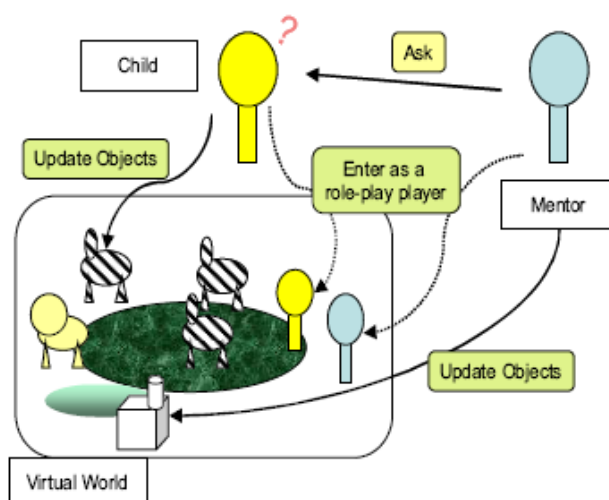 ?
Ask
Child
Update Objects
Enter as a
role-play player
Mentor
Update Objects
Virtual World